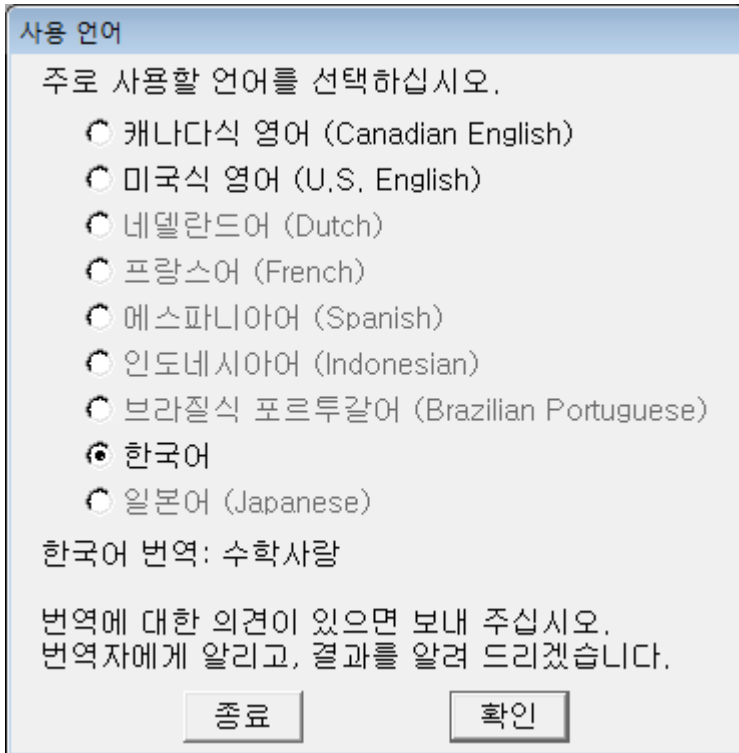 사용 언어
주로 사용할 언어를 선택하십시오.
캐나다식 영어 (Canadian English)
미국식 영어 (U.S. English)
네델란드어 (Dutch)
프랑스어 (French)
에스파니아어 (Spanish)
인도네시아어 (Indonesian)
브라질식 포르투갈어 (Brazilian Portuguese)
한국어
일본어 (Japanese)
한국어 번역: 수학사랑
번역에 대한 의견이 있으면 보내 주십시오.
번역자에게 알리고, 결과를 알려 드리겠습니다.
종료 확인